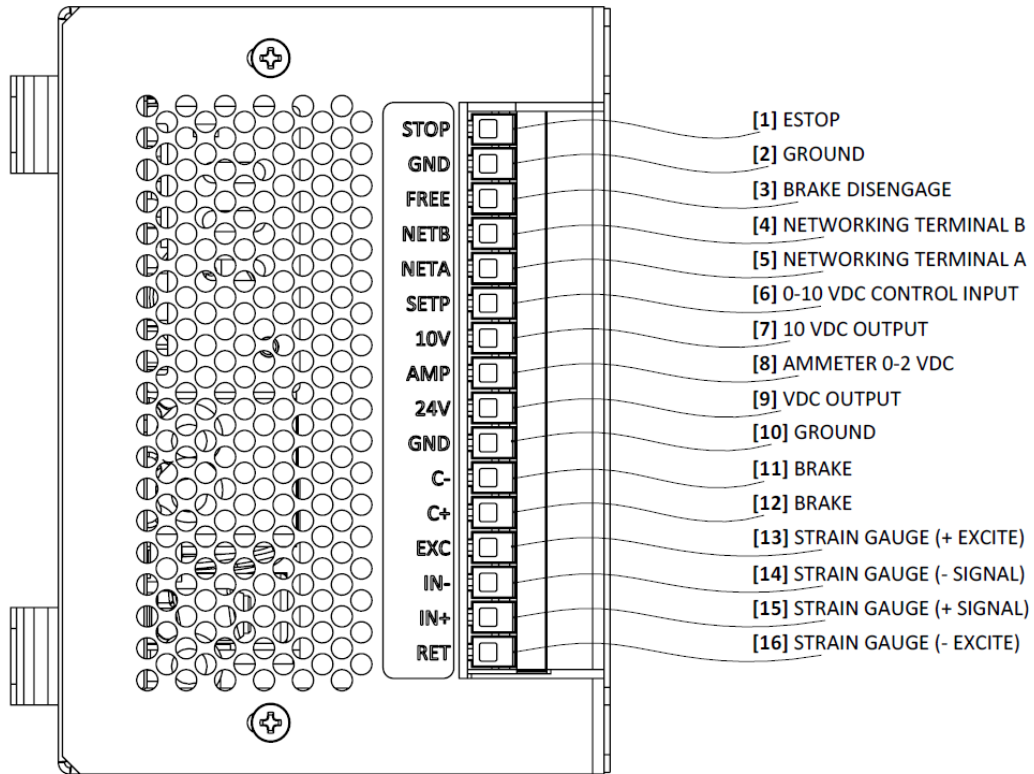 STOP [1] ESTOP
GND [2] GROUND
FREE [3] BRAKE DISENGAGE
NETB [4] NETWORKING TERMINAL B
NETA [5] NETWORKING TERMINAL A
SETP [6] 0-10 VDC CONTROL INPUT
10V [7] 10 VDC OUTPUT
AMP [8] AMMETER 0-2 VDC
24V [9] VDC OUTPUT
GND [10] GROUND
C- [11] BRAKE
C+ [12] BRAKE
EXC [13] STRAIN GAUGE (+ EXCITE)
IN- [14] STRAIN GAUGE (- SIGNAL)
IN+ [15] STRAIN GAUGE (+ SIGNAL)
RET [16] STRAIN GAUGE (- EXCITE)